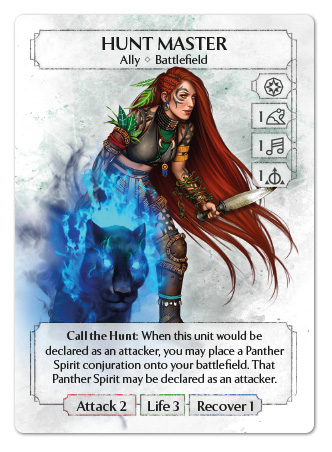 HUNT MASTER
Ally ◇ Battlefield
1
1
1
Call the Hunt: When this unit would be
declared as an attacker, you may place a Panther
Spirit conjuration onto your battlefield. That
Panther Spirit may be declared as an attacker.
Attack 2 Life 3 Recover 1